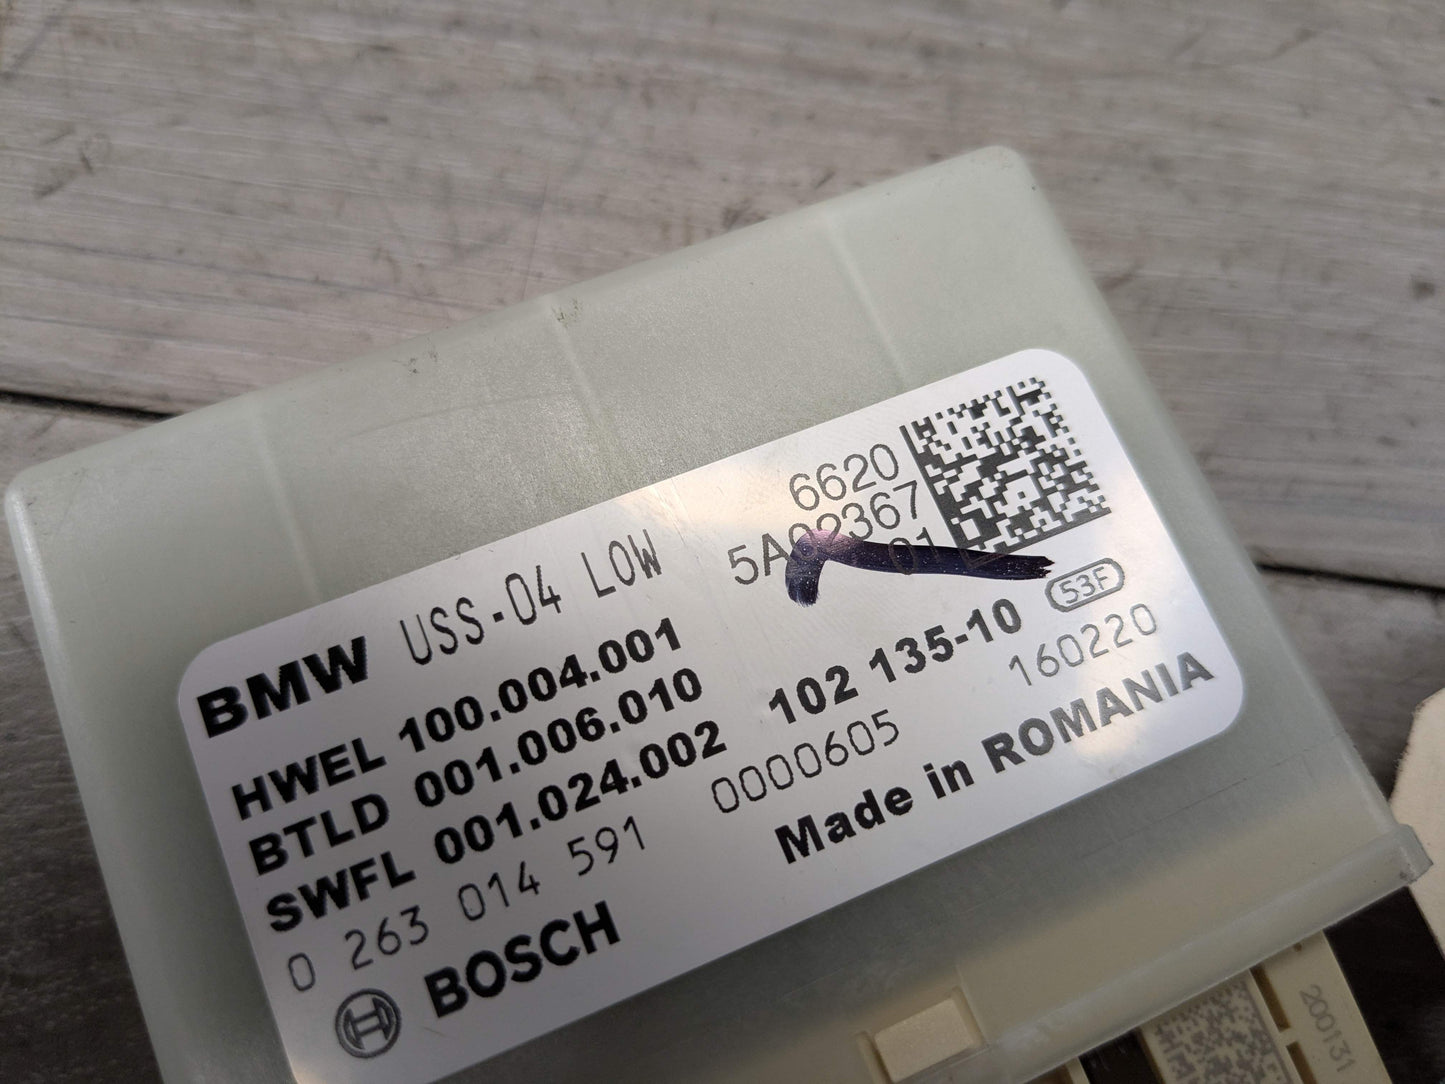 6620
5A02367
01
BMW USS-04 LOW
53F
HWEL 100.004.001
BTLD 001.006.010 102 135-10
SWFL 001.024.002 160220
0 263 014 591 0000605
BOSCH Made in ROMANIA
200131